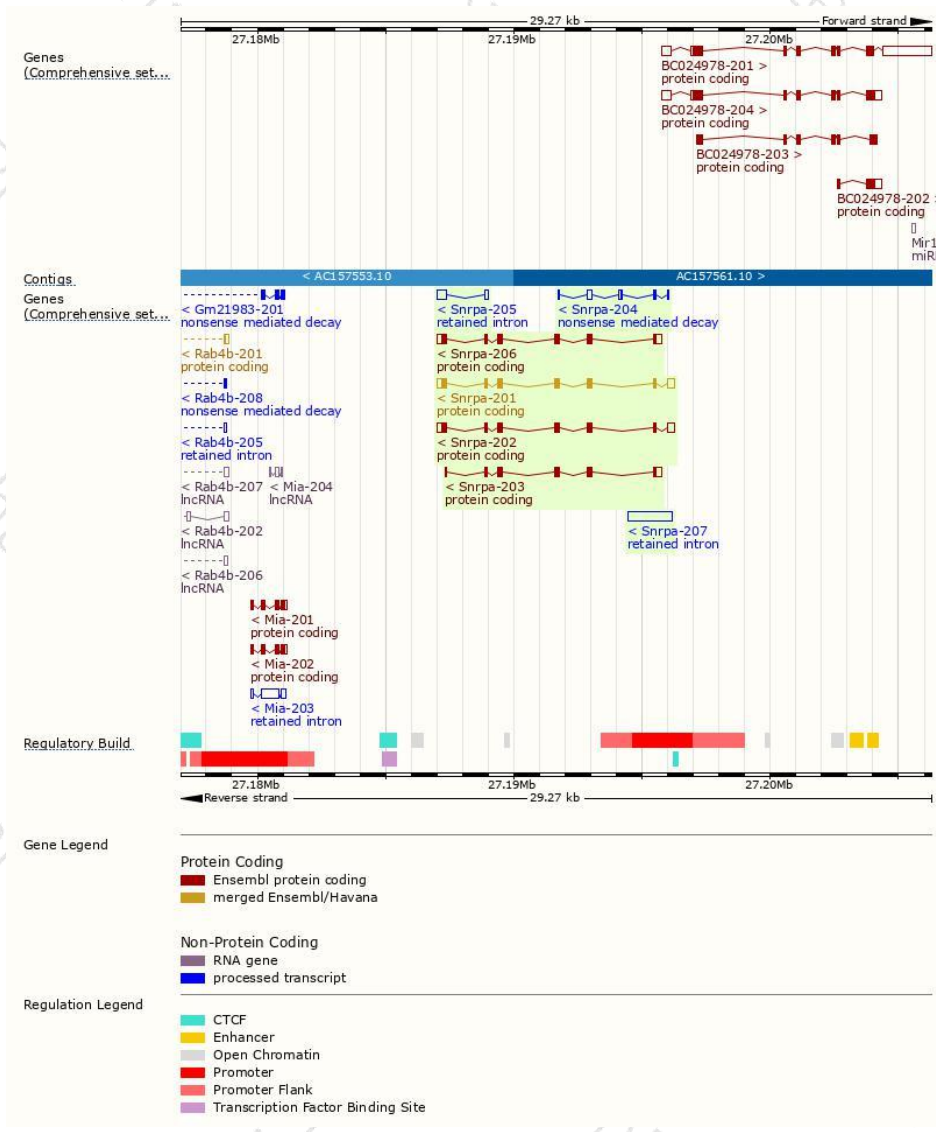 29.27 kb
Forward strand
27.18Mb 27.19Mb 27.20Mb
Genes
(Comprehensive set...
BC024978-201 >
protein coding
BC024978-204 >
protein coding
BC024978-203 >
protein coding
BC024978-202 >
protein coding
Mir1
Contigs
< AC157553.10 AC157561.10 >
Genes
(Comprehensive set...
< Gm21983-201 < Snrpa-205 < Snrpa-204
nonsense mediated decay retained intron nonsense mediated decay
< Rab4b-201 < Snrpa-206
protein coding protein coding
< Rab4b-208 < Snrpa-201
nonsense mediated decay protein coding
< Rab4b-205 < Snrpa-202
retained intron protein coding
< Rab4b-207 < Mia-204 < Snrpa-203
lncRNA lncRNA protein coding
< Rab4b-202 < Snrpa-207
lncRNA retained intron
< Rab4b-206
lncRNA
< Mia-201
protein coding
< Mia-202
protein coding
< Mia-203
retained intron
Regulatory Build
27.18Mb 27.19Mb 27.20Mb
Reverse strand 29.27 kb
Gene Legend
Protein Coding
Ensembl protein coding
merged Ensembl/Havana
Non-Protein Coding
RNA gene
processed transcript
Regulation Legend
CTCF
Enhancer
Open Chromatin
Promoter
Promoter Flank
Transcription Factor Binding Site